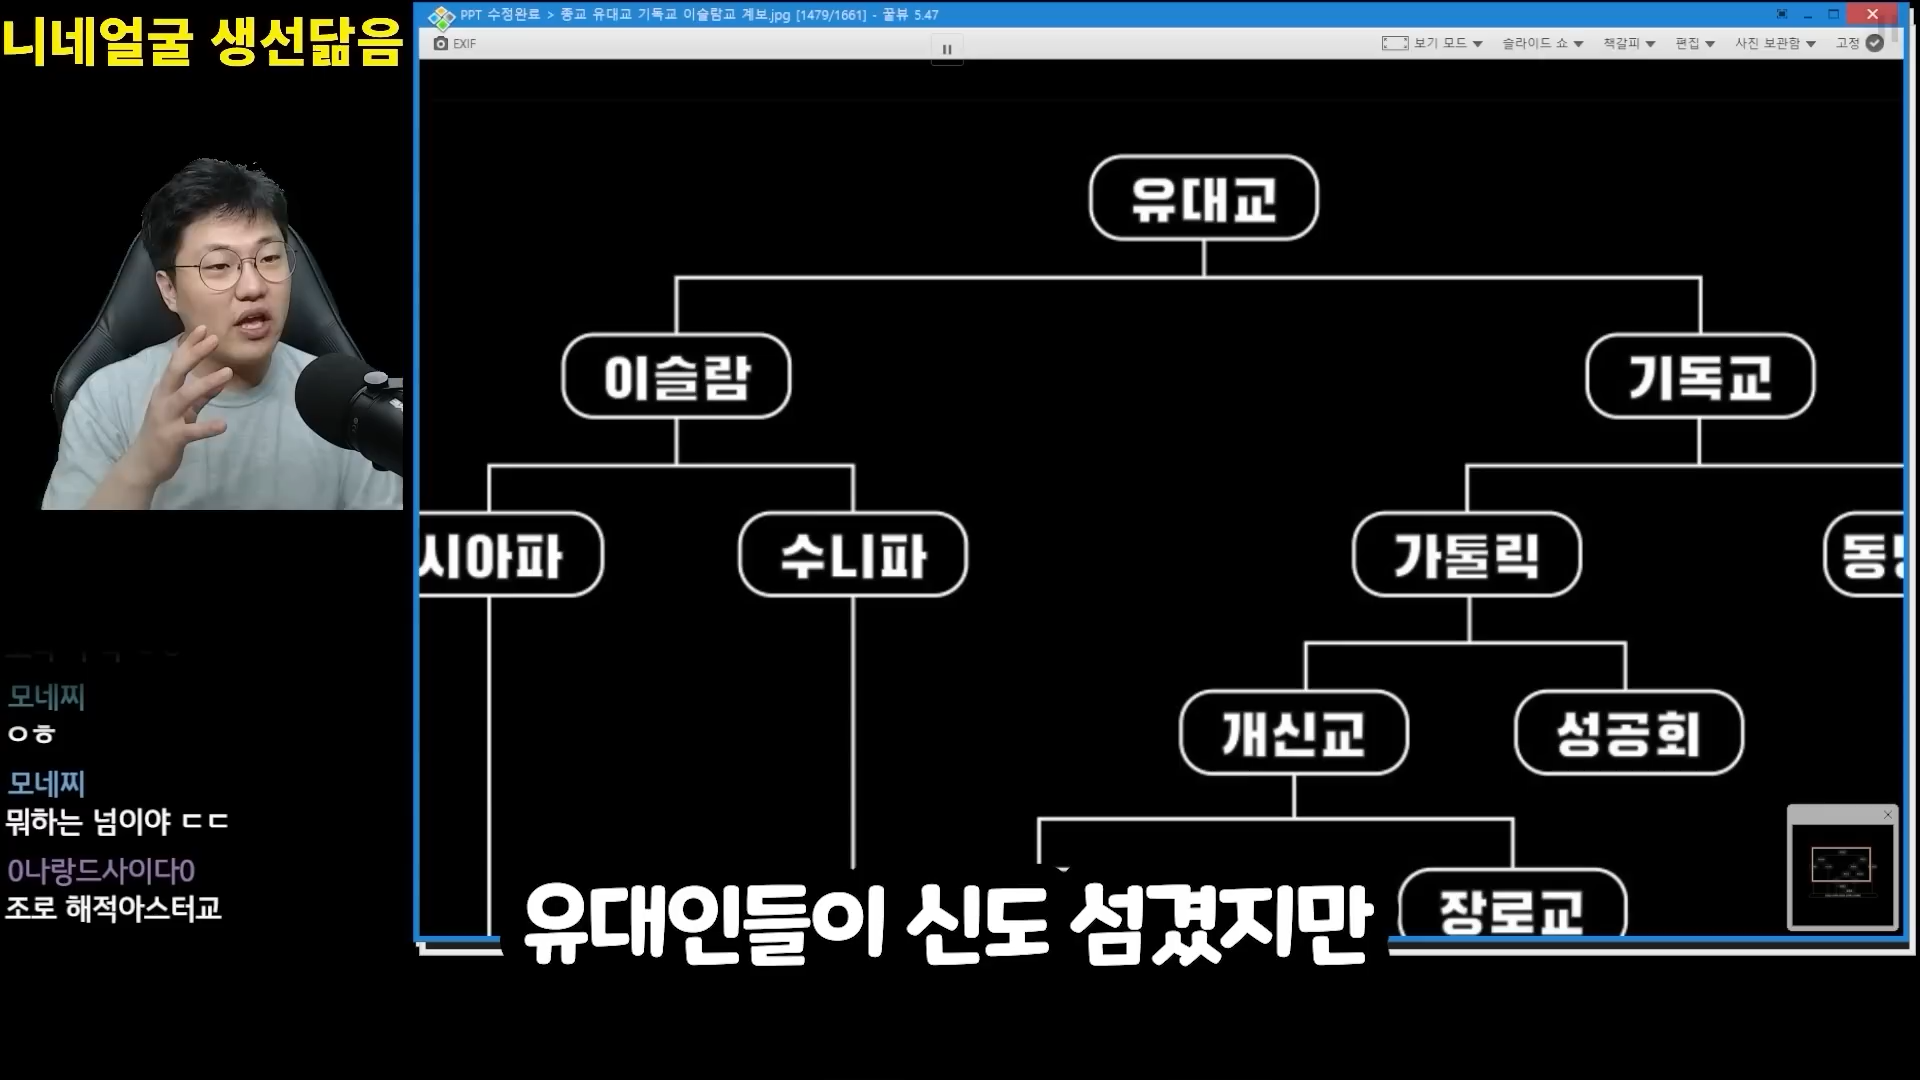 니네얼굴 생선닮음
PPT 수정완료 > 종교 유대교 기독교 이슬람교 계보.jpg [1479/1661] - 꿀뷰 5.47
EXIF
보기 모드
슬라이드 쇼
책갈피
편집
사진 보관함
고정
유대교
이슬람
기독교
시아파
수니파
가톨릭
개신교
성공회
장로교
모네찌
ㅇㅎ
모네찌
뭐하는 넘이야 ㄷㄷ
0나랑드사이다0
조로 해적아스터교
유대인들이 신도 섬겼지만